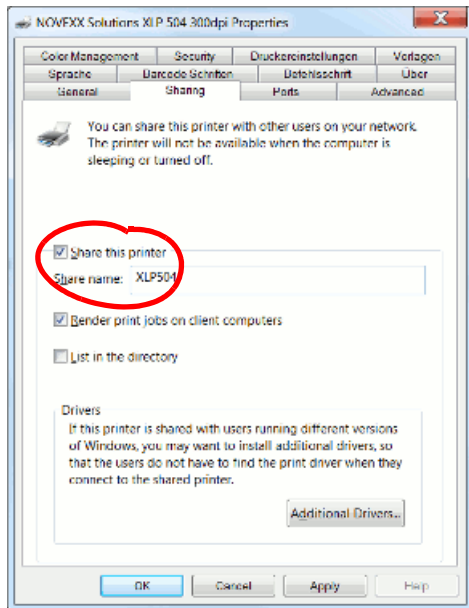 NOVEXX Solutions XLP 504 300dpi Properties
Color Management Security Druckereinstellungen Vorlagen
Sprache Barcode Schriften Befehlsschrift Über
General Sharing Ports Advanced
You can share this printer with other users on your network.
The printer will not be available when the computer is
sleeping or turned off.
Share this printer
Share name: XLP504
Render print jobs on client computers
List in the directory
Drivers
If this printer is shared with users running different versions
of Windows, you may want to install additional drivers, so
that the users do not have to find the print driver when they
connect to the shared printer.
Additional Drivers...
OK Cancel Apply Help